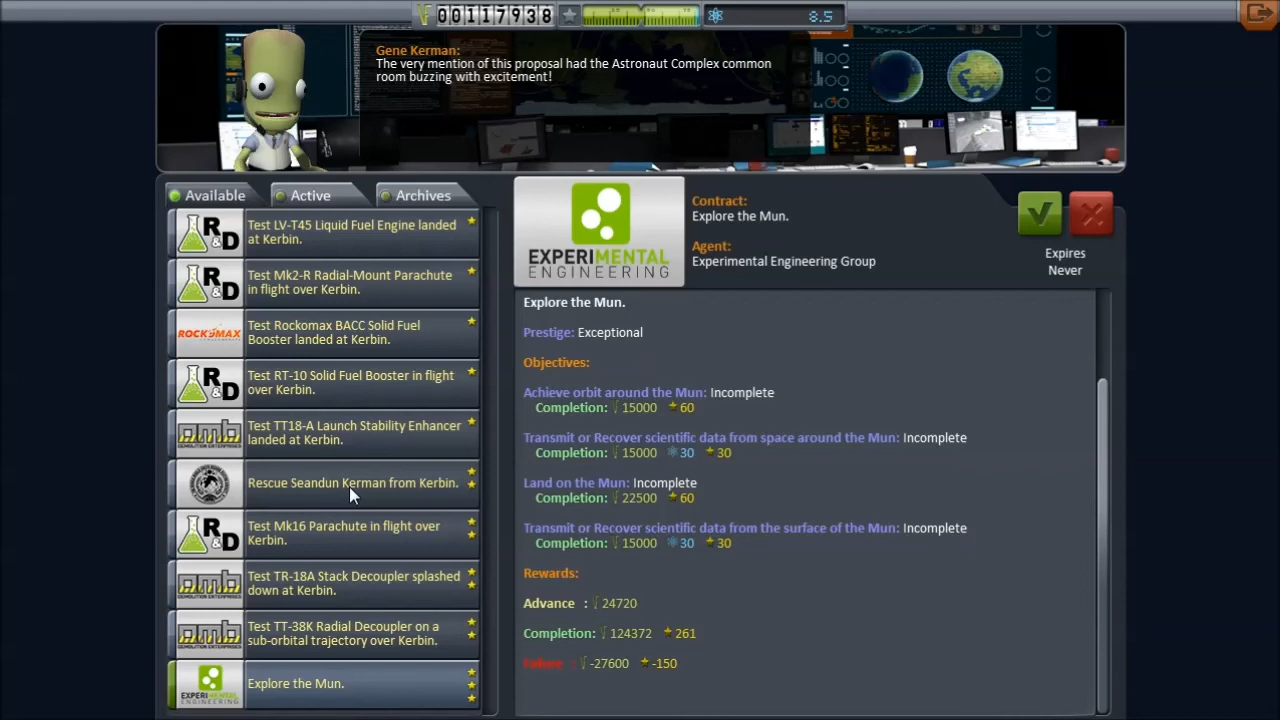 00117938
8.5
Gene Kerman:
The very mention of this proposal had the Astronaut Complex common
room buzzing with excitement!
Available
Active
Archives
R&D
Test LV-T45 Liquid Fuel Engine landed
at Kerbin.
R&D
Test Mk2-R Radial-Mount Parachute
in flight over Kerbin.
ROCKOMAX
Test Rockomax BACC Solid Fuel
Booster landed at Kerbin.
R&D
Test RT-10 Solid Fuel Booster in flight
over Kerbin.
Test TT18-A Launch Stability Enhancer
landed at Kerbin.
Rescue Seandun Kerman from Kerbin.
R&D
Test Mk16 Parachute in flight over
Kerbin.
Test TR-18A Stack Decoupler splashed
down at Kerbin.
Test TT-38K Radial Decoupler on a
sub-orbital trajectory over Kerbin.
EXPERIMENTAL
ENGINEERING
Explore the Mun.
EXPERIMENTAL
ENGINEERING
Contract:
Explore the Mun.
Agent:
Experimental Engineering Group
Expires
Never
Explore the Mun.
Prestige: Exceptional
Objectives:
Achieve orbit around the Mun: Incomplete
Completion: 15000 60
Transmit or Recover scientific data from space around the Mun: Incomplete
Completion: 15000 30 30
Land on the Mun: Incomplete
Completion: 22500 60
Transmit or Recover scientific data from the surface of the Mun: Incomplete
Completion: 15000 30 30
Rewards:
Advance : 24720
Completion: 124372 261
Failure : -27600 -150